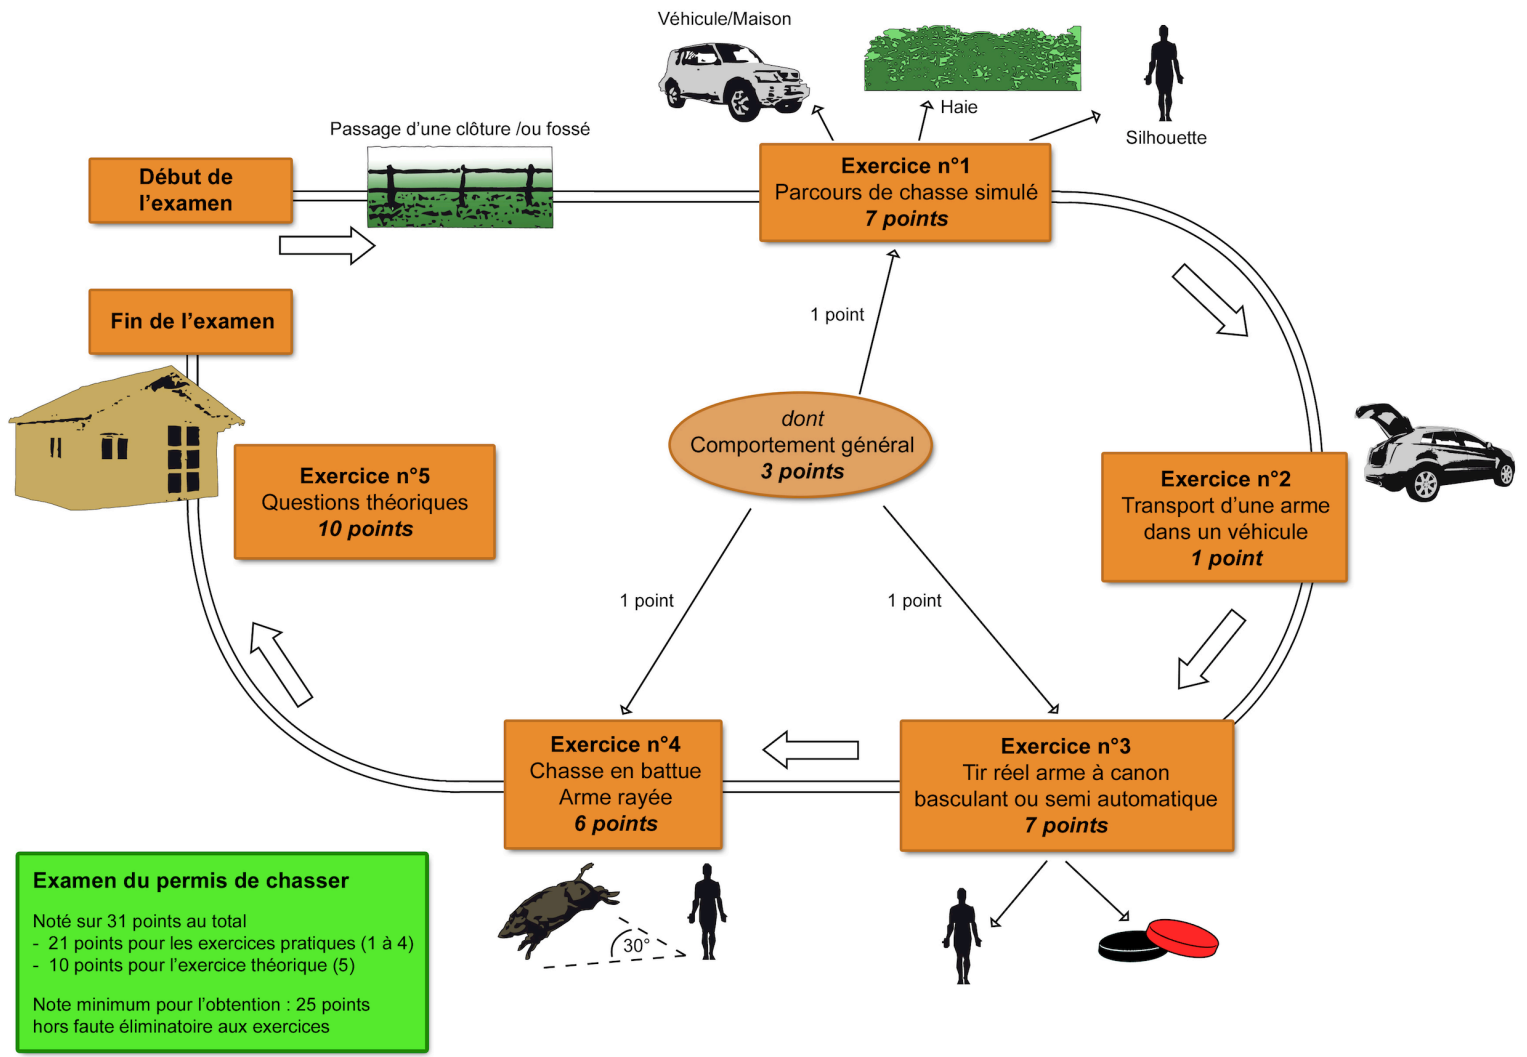 Véhicule/Maison
Haie
Silhouette
Passage d’une clôture /ou fossé
Début de
l’examen
Exercice n°1
Parcours de chasse simulé
7 points
1 point
Fin de l’examen
dont
Comportement général
3 points
Exercice n°5
Questions théoriques
10 points
Exercice n°2
Transport d’une arme
dans un véhicule
1 point
1 point
1 point
Exercice n°4
Chasse en battue
Arme rayée
6 points
Exercice n°3
Tir réel arme à canon
basculant ou semi automatique
7 points
30°
Examen du permis de chasser
Noté sur 31 points au total
- 21 points pour les exercices pratiques (1 à 4)
- 10 points pour l’exercice théorique (5)
Note minimum pour l’obtention : 25 points
hors faute éliminatoire aux exercices